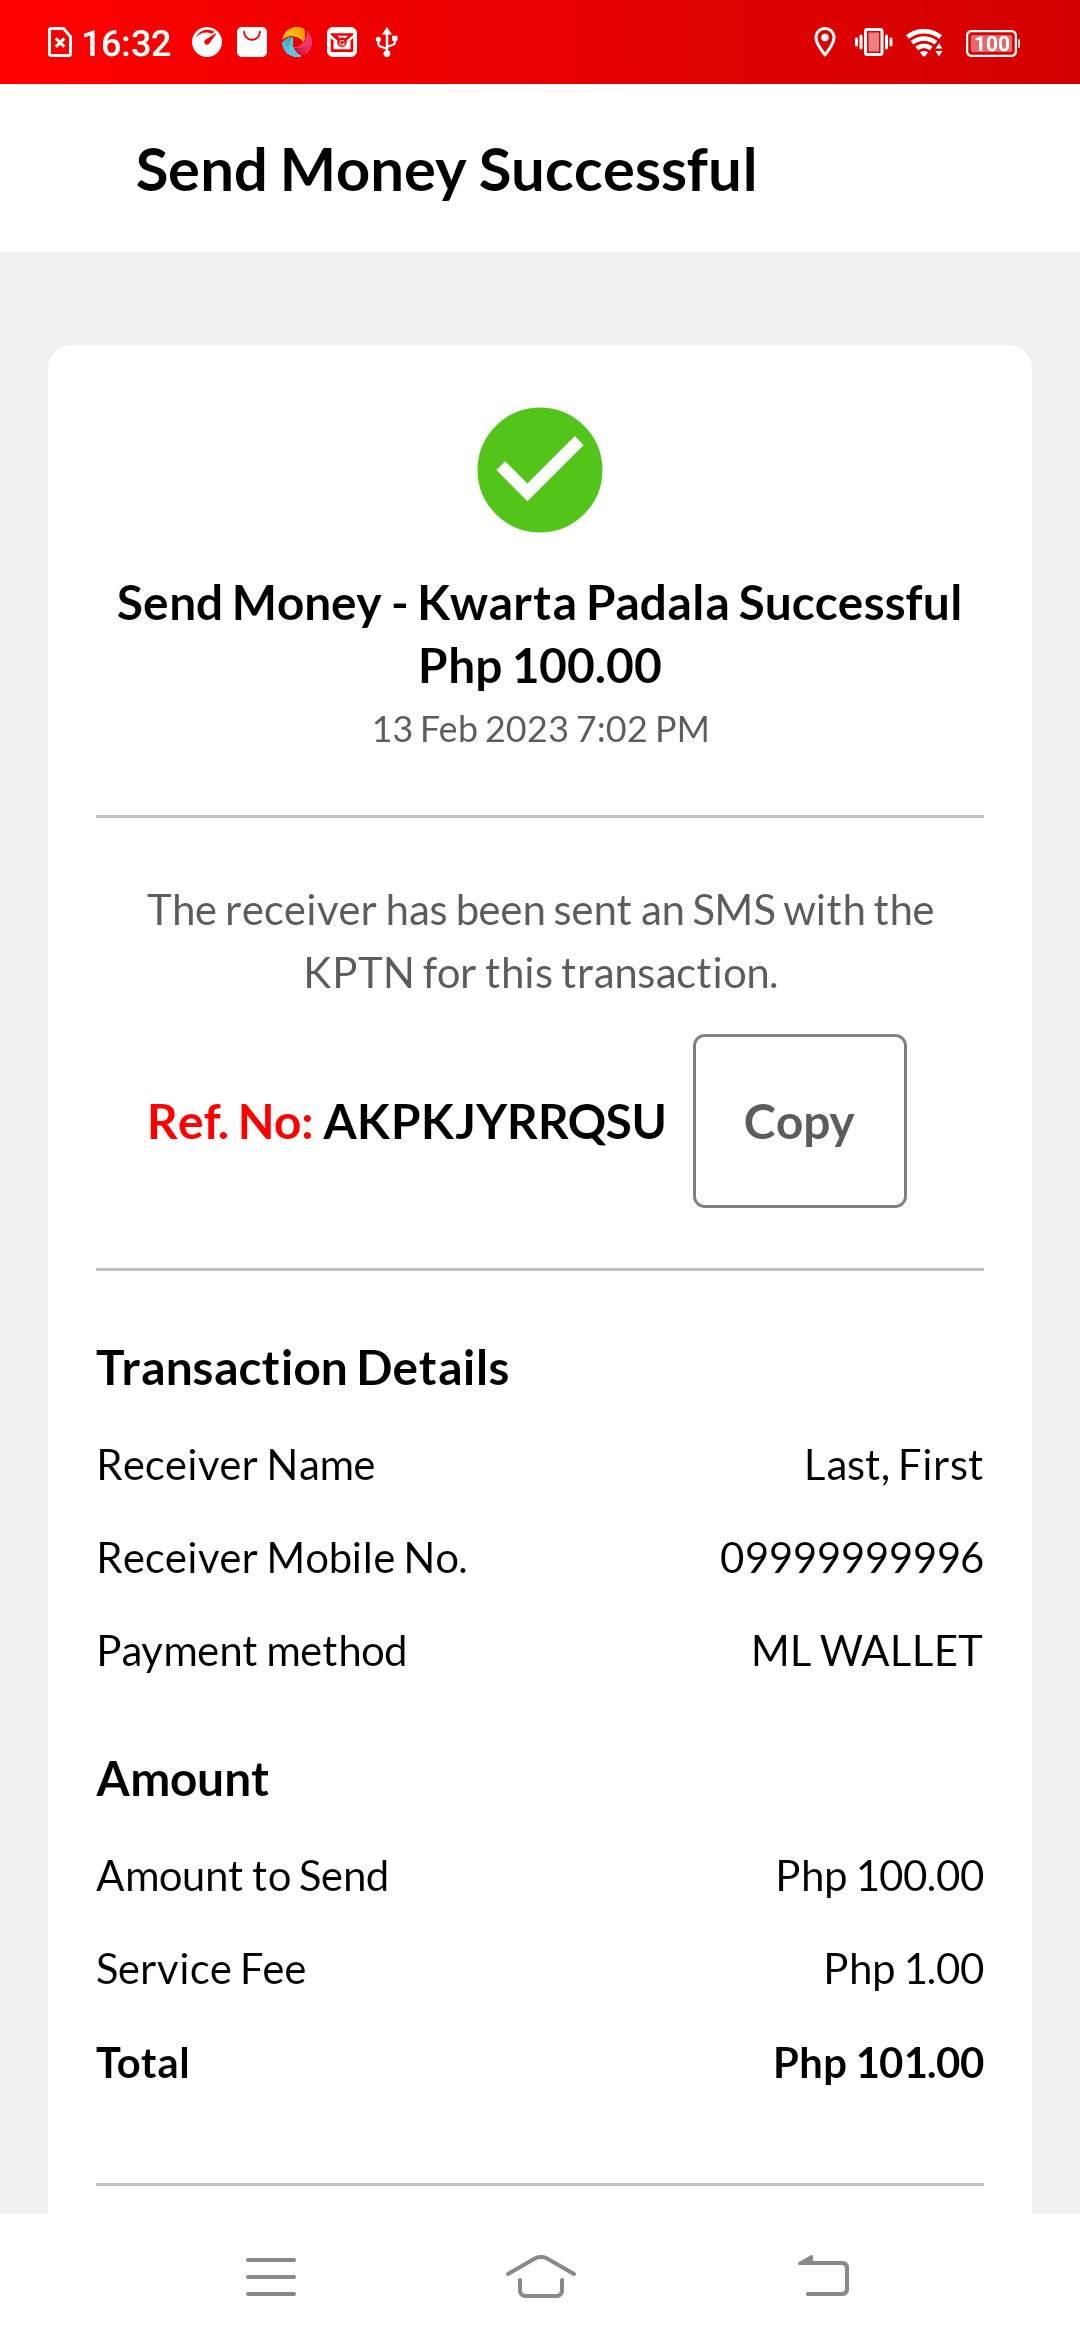 16:32
100
Send Money Successful
Send Money - Kwarta Padala Successful
Php 100.00
13 Feb 2023 7:02 PM
The receiver has been sent an SMS with the
KPTN for this transaction.
Ref. No: AKPKJYRRQSU
Copy
Transaction Details
Receiver Name Last, First
Receiver Mobile No. 09999999996
Payment method ML WALLET
Amount
Amount to Send Php 100.00
Service Fee Php 1.00
Total Php 101.00